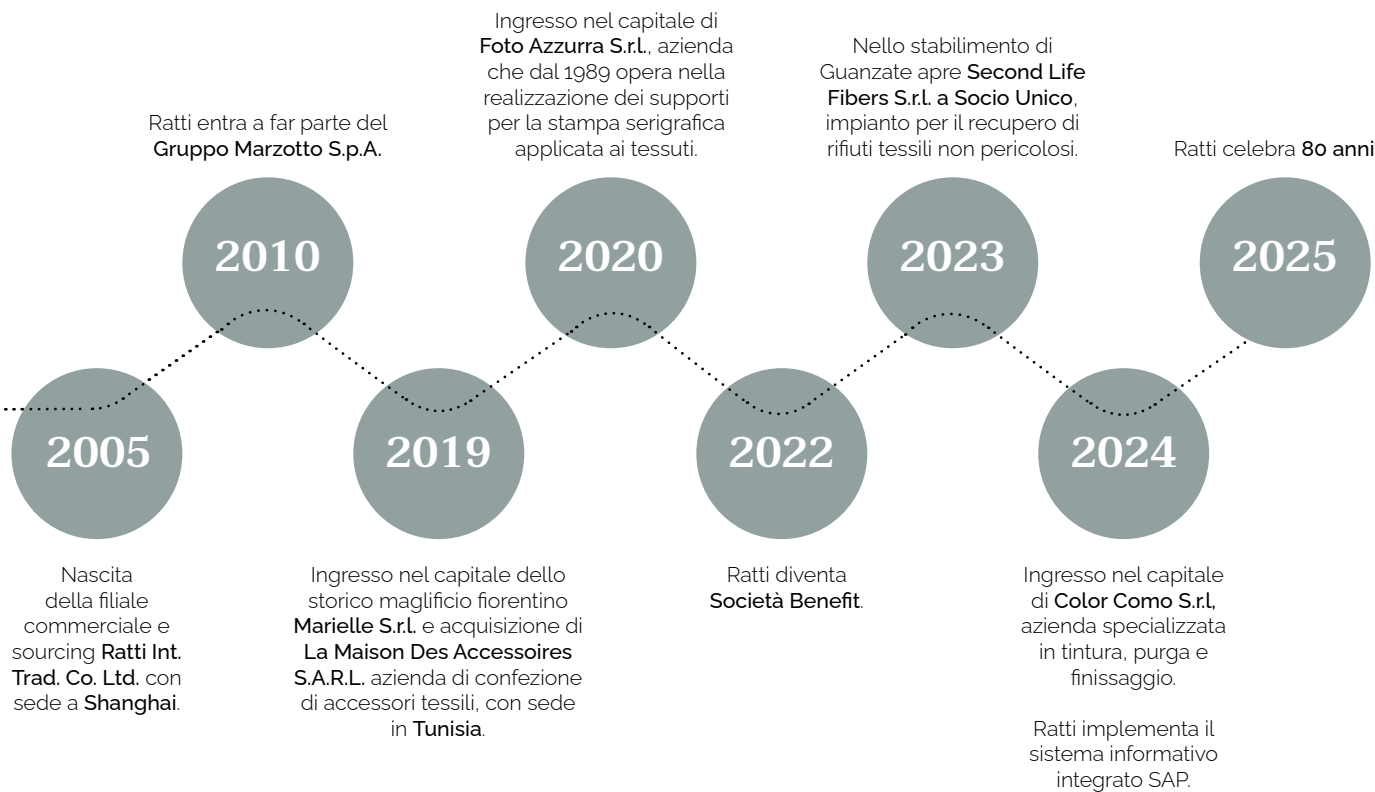 2005
Nascita
della filiale
commerciale e
sourcing Ratti Int.
Trad. Co. Ltd. con
sede a Shanghai.
Ratti entra a far parte del
Gruppo Marzotto S.p.A.
2010
2019
Ingresso nel capitale dello
storico maglificio fiorentino
Marielle S.r.l. e acquisizione di
La Maison Des Accessoires
S.A.R.L. azienda di confezione
di accessori tessili, con sede
in Tunisia.
Ingresso nel capitale di
Foto Azzurra S.r.l., azienda
che dal 1989 opera nella
realizzazione dei supporti
per la stampa serigrafica
applicata ai tessuti.
2020
2022
Ratti diventa
Società Benefit.
Nello stabilimento di
Guanzate apre Second Life
Fibers S.r.l. a Socio Unico,
impianto per il recupero di
rifiuti tessili non pericolosi.
2023
2024
Ingresso nel capitale
di Color Como S.r.l,
azienda specializzata
in tintura, purga e
finissaggio.
Ratti implementa il
sistema informativo
integrato SAP.
Ratti celebra 80 anni
2025